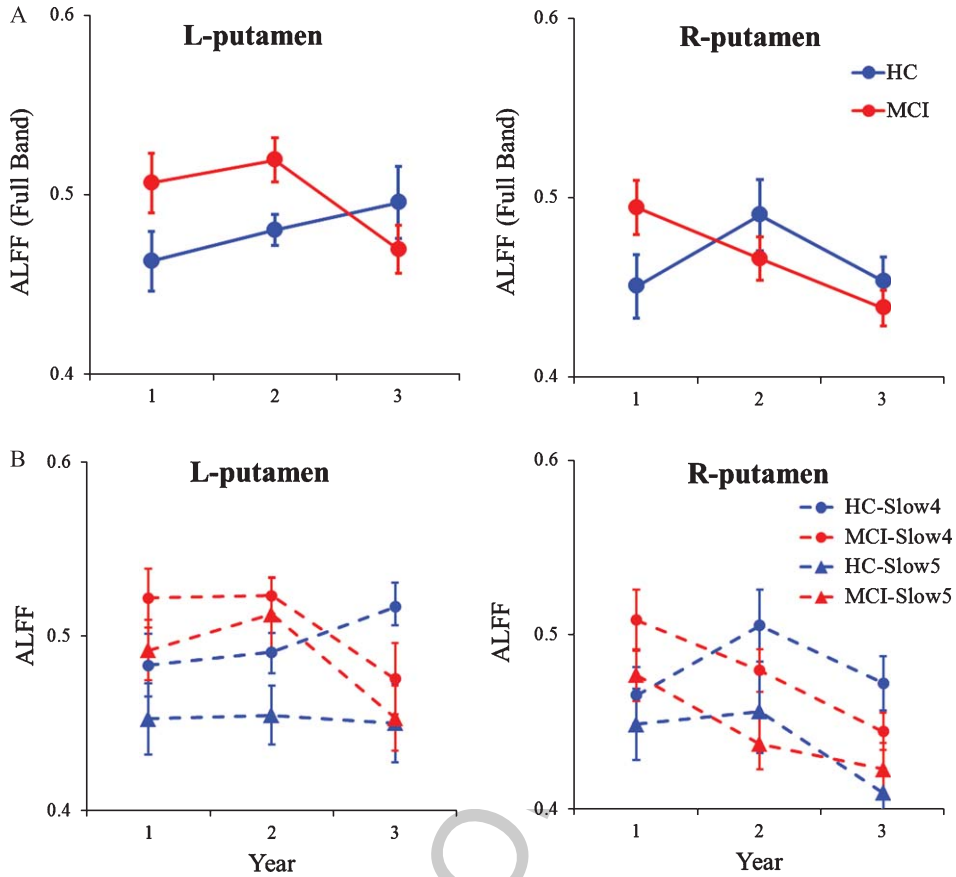 A
L-putamen
R-putamen
HC
MCI
ALFF (Full Band)
0.6
0.5
0.4
1 2 3
ALFF (Full Band)
0.6
0.5
0.4
1 2 3
B
L-putamen
R-putamen
HC-Slow4
MCI-Slow4
HC-Slow5
MCI-Slow5
ALFF
0.6
0.5
0.4
1 2 3
Year
ALFF
0.6
0.5
0.4
1 2 3
Year